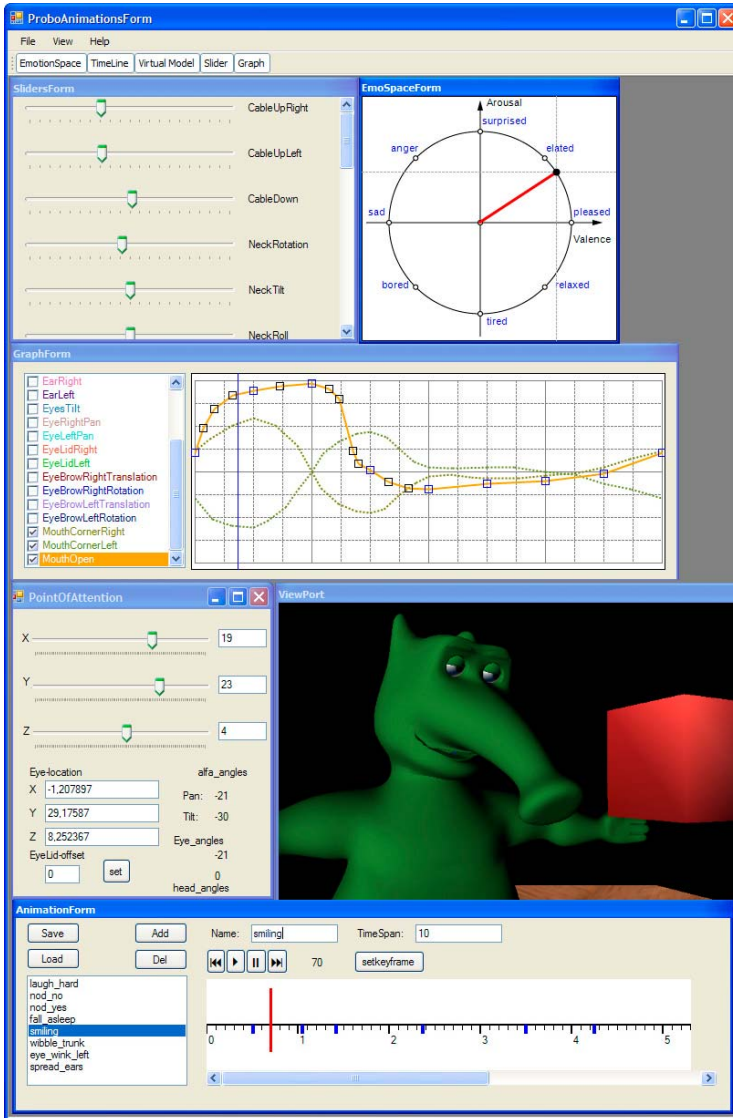 ProboAnimationsForm
File View Help
EmotionSpace TimeLine Virtual Model Slider Graph
SlidersForm
CableUpRight
CableUpLeft
CableDown
NeckRotation
NeckTilt
NeckRoll
EmoSpaceForm
Arousal
surprised
anger
elated
sad
pleased
Valence
bored
relaxed
tired
GraphForm
EarRight
EarLeft
EyesTilt
EyeRightPan
EyeLeftPan
EyeLidRight
EyeLidLeft
EyeBrowRightTranslation
EyeBrowRightRotation
EyeBrowLeftTranslation
EyeBrowLeftRotation
MouthCornerRight
MouthCornerLeft
MouthOpen
PointOfAttention
X 19
Y 23
Z 4
Eye-location alfa_angles
X -1,207897
Pan: -21
Y 29,17587
Tilt: -30
Z 8,252367
Eye_angles
EyeLid-offset -21
0 set 0
head_angles
ViewPort
AnimationForm
Save Add Name: smiling TimeSpan: 10
Load Del 70 setkeyframe
laugh_hard
nod_no
nod_yes
fall_asleep
smiling
wibble_trunk
eye_wink_left
spread_ears
0 1 2 3 4 5